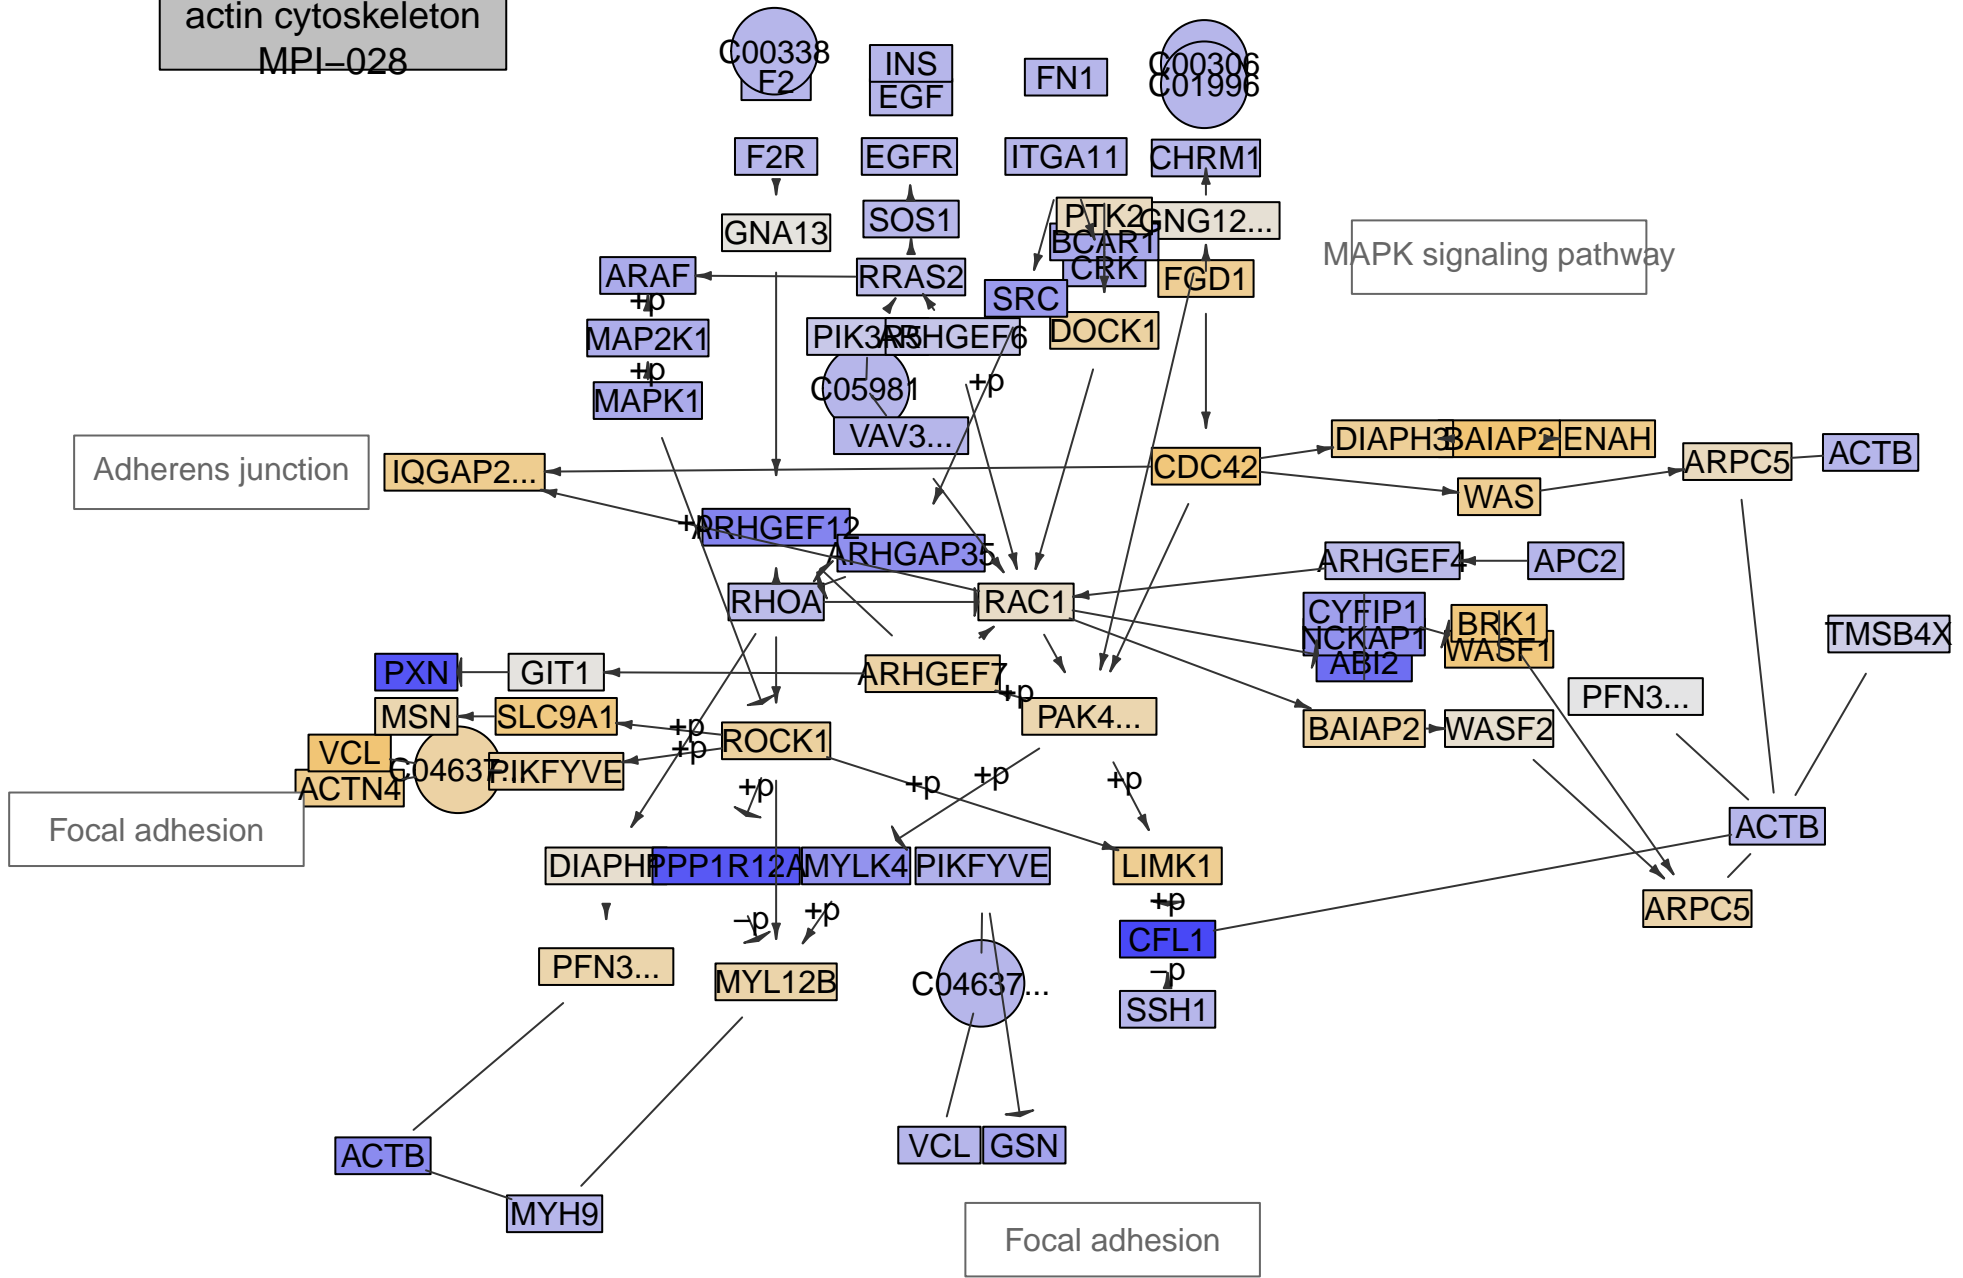 actin cytoskeleton
MPI−028
C00338
F2
INS
EGF
FN1
C00306
C01996
F2R
EGFR
ITGA11
CHRM1
GNA13
SOS1
PTK2
GNG12...
BCAR1
CRK
MAPK signaling pathway
ARAF
RRAS2
SRC
FGD1
+p
MAP2K1
PIK3R5
ARHGEF6
DOCK1
+p
MAPK1
C05981
+p
VAV3...
Adherens junction
IQGAP2...
CDC42
DIAPH3
BAIAP2
ENAH
ARPC5
ACTB
WAS
+p
ARHGEF12
ARHGAP35
ARHGEF4
APC2
RHOA
RAC1
CYFIP1
NCKAP1
ABI2
BRK1
WASF1
TMSB4X
PXN
GIT1
ARHGEF7
+p
PFN3...
MSN
SLC9A1
+p
PAK4...
BAIAP2
WASF2
VCL
C04637...
PIKFYVE
+p
ROCK1
ACTN4
+p
+p
+p
+p
Focal adhesion
ACTB
DIAPH
PPP1R12A
MYLK4
PIKFYVE
LIMK1
−p
+p
+p
ARPC5
CFL1
PFN3...
MYL12B
C04637...
−p
SSH1
ACTB
VCL
GSN
MYH9
Focal adhesion